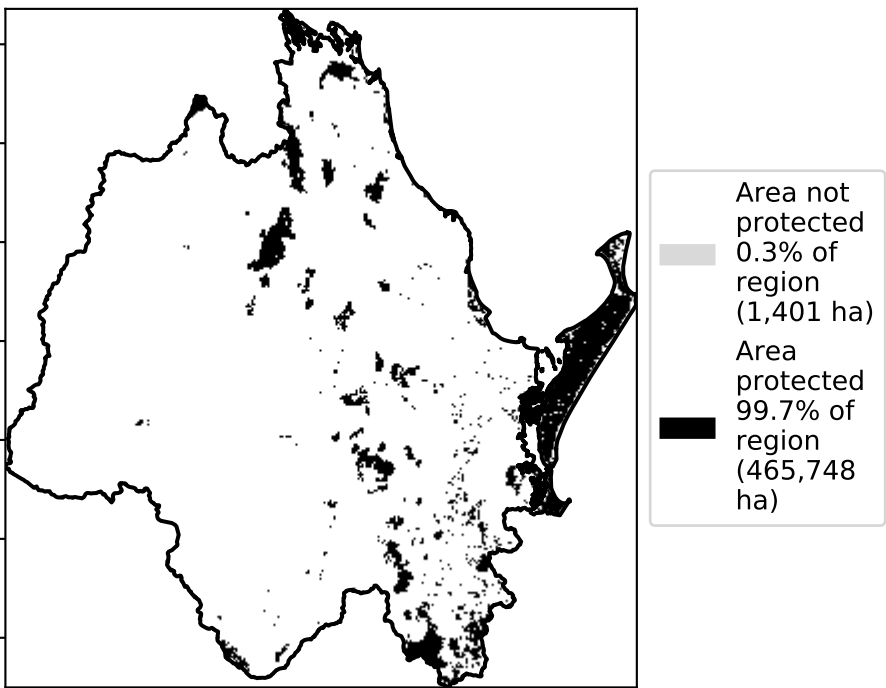 Area not
protected
0.3% of
region
(1,401 ha)
Area
protected
99.7% of
region
(465,748
ha)